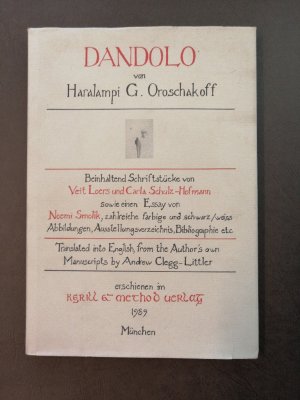 DANDOLO
von
Haralampi G. Oroschakoff
Beinhaltend Schriftstücke von
Veit Loers und Carla Schulz-Hofmann
sowie einen Essay von
Noemi Smolik, zahlreiche farbige und schwarz/weiss
Abbildungen, Ausstellungsverzeichnis, Bibliographie etc
Translated into English, from the Author's own
Manuscripts by Andrew Clegg-Littler
erschienen im
KYRILL & METHOD VERLAG
1989
München